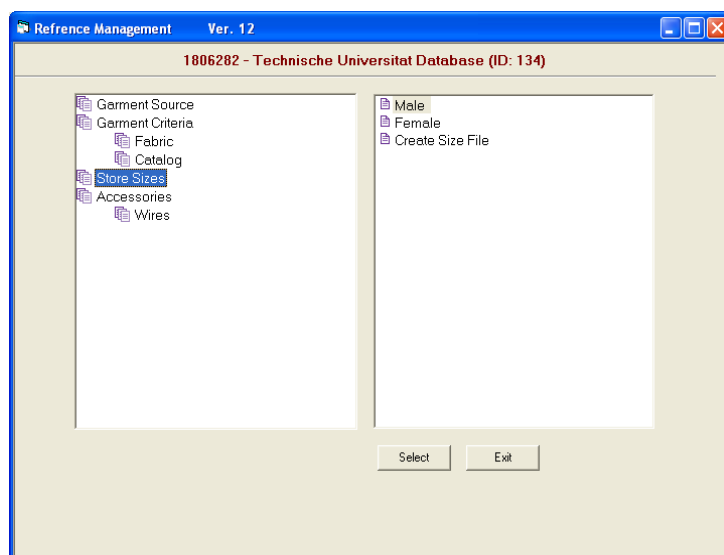 Refrence Management Ver. 12
1806282 - Technische Universitat Database (ID: 134)
Garment Source
Garment Criteria
Fabric
Catalog
Store Sizes
Accessories
Wires
Male
Female
Create Size File
Select
Exit